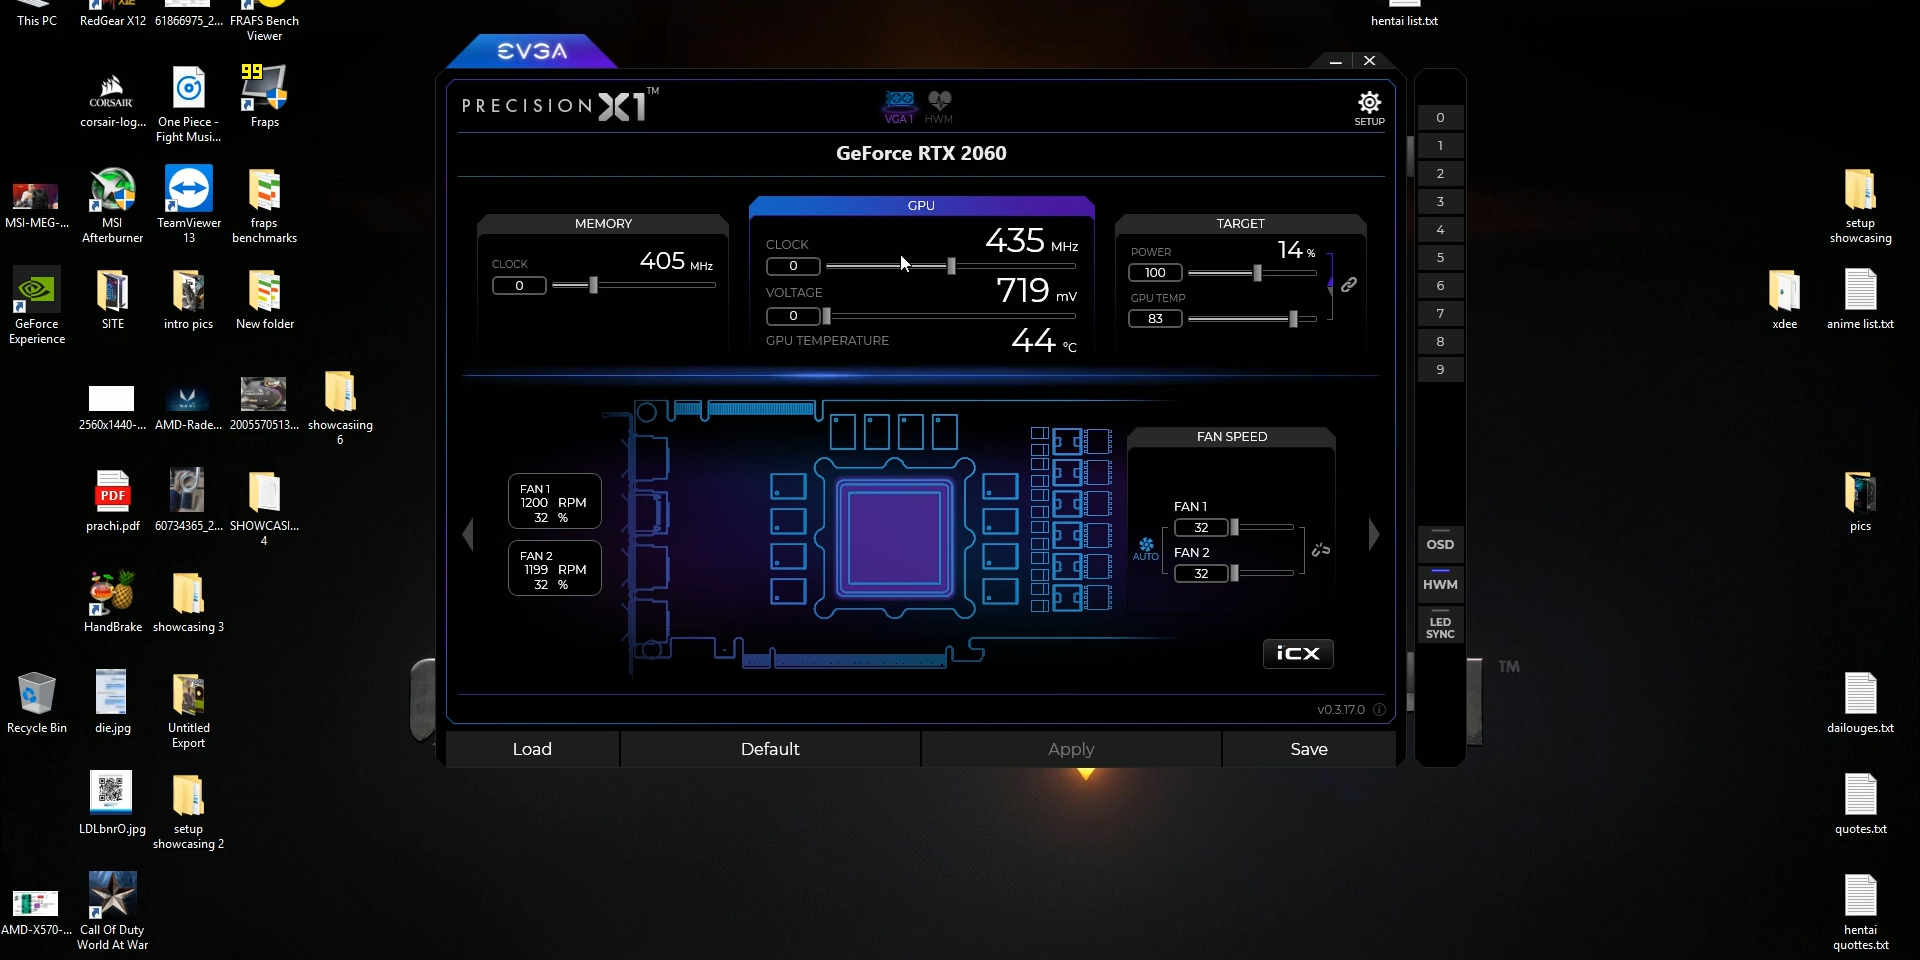 This PC
RedGear X12
61866975_2...
FRAFS Bench
Viewer
hentai list.txt
EVGA
PRECISION X1™
VGA 1
HWM
SETUP
GeForce RTX 2060
MEMORY
CLOCK
405 MHz
0
GPU
CLOCK
435 MHz
0
VOLTAGE
719 mV
0
GPU TEMPERATURE
44 °C
TARGET
POWER
14 %
100
GPU TEMP
83
FAN 1
1200 RPM
32 %
FAN 2
1199 RPM
32 %
FAN SPEED
FAN 1
32
AUTO
FAN 2
32
iCX
v0.3.17.0
Load
Default
Apply
Save
0
1
2
3
4
5
6
7
8
9
OSD
HWM
LED
SYNC
TM
CORSAIR
corsair-log...
One Piece -
Fight Musi...
99
Fraps
MSI-MEG-...
MSI
Afterburner
TeamViewer
13
fraps
benchmarks
GeForce
Experience
SITE
intro pics
New folder
2560x1440-...
NAVI
AMD-Rade...
2005570513...
showcasiing
6
PDF
prachi.pdf
60734365_2...
SHOWCASI...
4
HandBrake
showcasing 3
Recycle Bin
die.jpg
Untitled
Export
LDLbnrO.jpg
setup
showcasing 2
AMD-X570-...
Call Of Duty
World At War
setup
showcasing
xdee
anime list.txt
pics
dailouges.txt
quotes.txt
hentai
quottes.txt